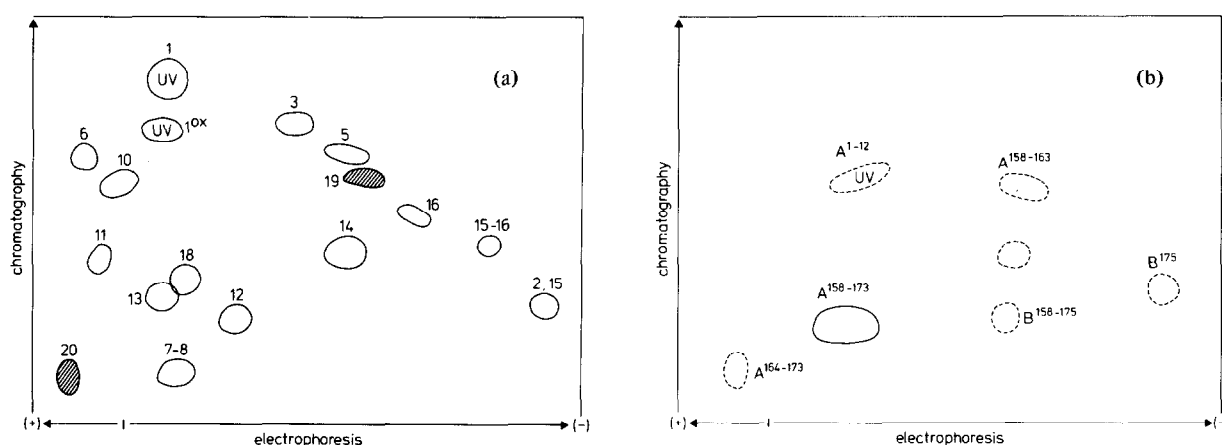 (a)
1
UV
UV 1ox
3
5
6
10
19
16
14
15-16
11
18
13
12
2, 15
20
7-8
chromatography
(+)
(-)
electrophoresis
(b)
A1-12
UV
A158-163
B175
A158-173
B158-175
A164-173
chromatography
(+)
electrophoresis